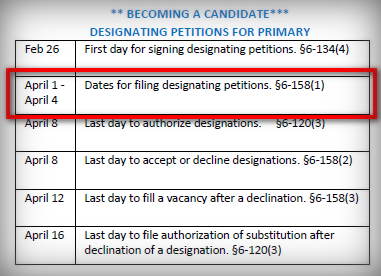 ** BECOMING A CANDIDATE***
DESIGNATING PETITIONS FOR PRIMARY
Feb 26 First day for signing designating petitions. §6-134(4)
April 1 - Dates for filing designating petitions. §6-158(1)
April 4
April 8 Last day to authorize designations. §6-120(3)
April 8 Last day to accept or decline designations. §6-158(2)
April 12 Last day to fill a vacancy after a declination. §6-158(3)
April 16 Last day to file authorization of substitution after
declination of a designation. §6-120(3)